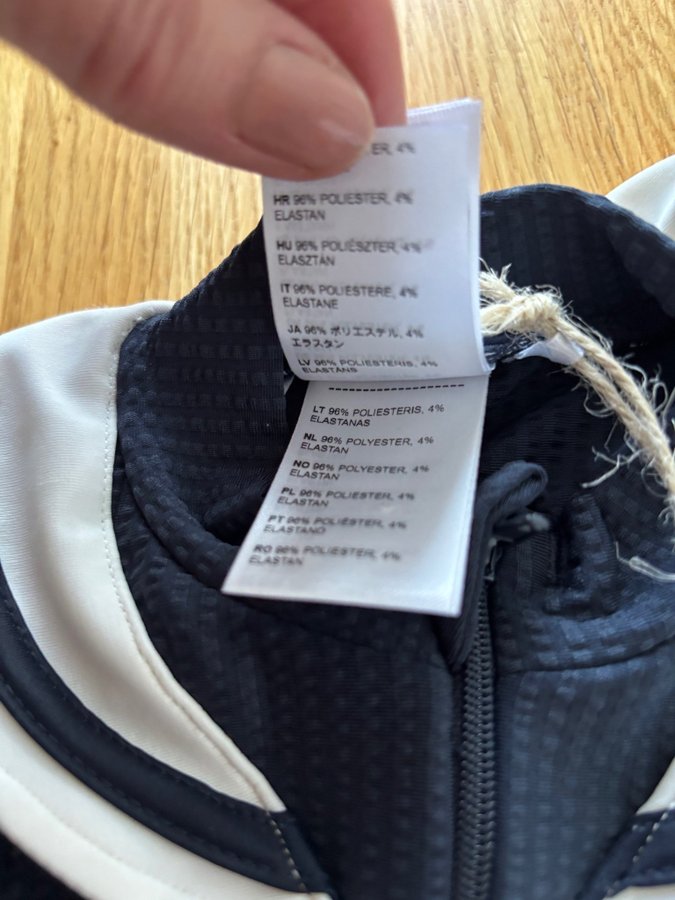 ER, 4%
HR 96% POLIESTER, 4%
ELASTAN
HU 96% POLIÉSZTER, 4%
ELASZTÁN
IT 96% POLIESTERE, 4%
ELASTANE
JA 96% ポリエステル, 4%
エラスタン
LV 96% POLIESTERIS, 4%
ELASTĀNS
LT 96% POLIESTERIS, 4%
ELASTANAS
NL 96% POLYESTER, 4%
ELASTAN
NO 96% POLYESTER, 4%
ELASTAN
PL 96% POLIESTER, 4%
ELASTAN
PT 96% POLIÉSTER, 4%
ELASTANO
RO 96% POLIESTER, 4%
ELASTAN